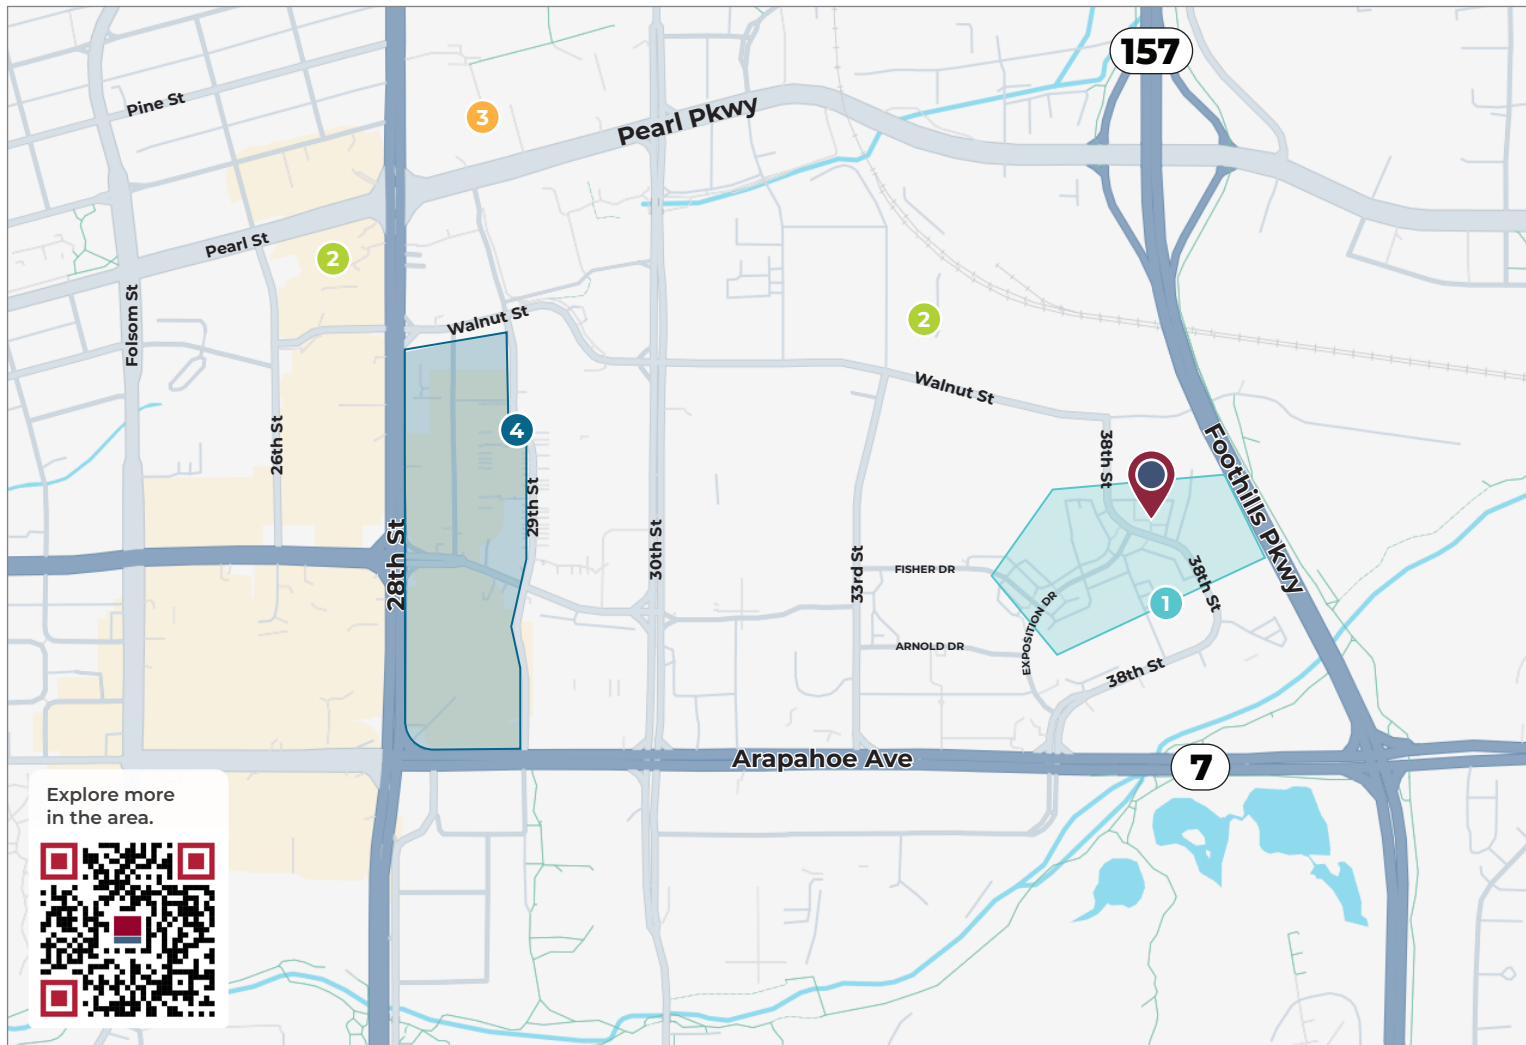 157
Pine St
3
Pearl Pkwy
Pearl St
2
Folsom St
Walnut St
2
Walnut St
26th St
4
29th St
28th St
30th St
33rd St
38th St
Foothills Pkwy
FISHER DR
38th St
1
EXPOSITION DR
ARNOLD DR
38th St
Arapahoe Ave
7
Explore more
in the area.